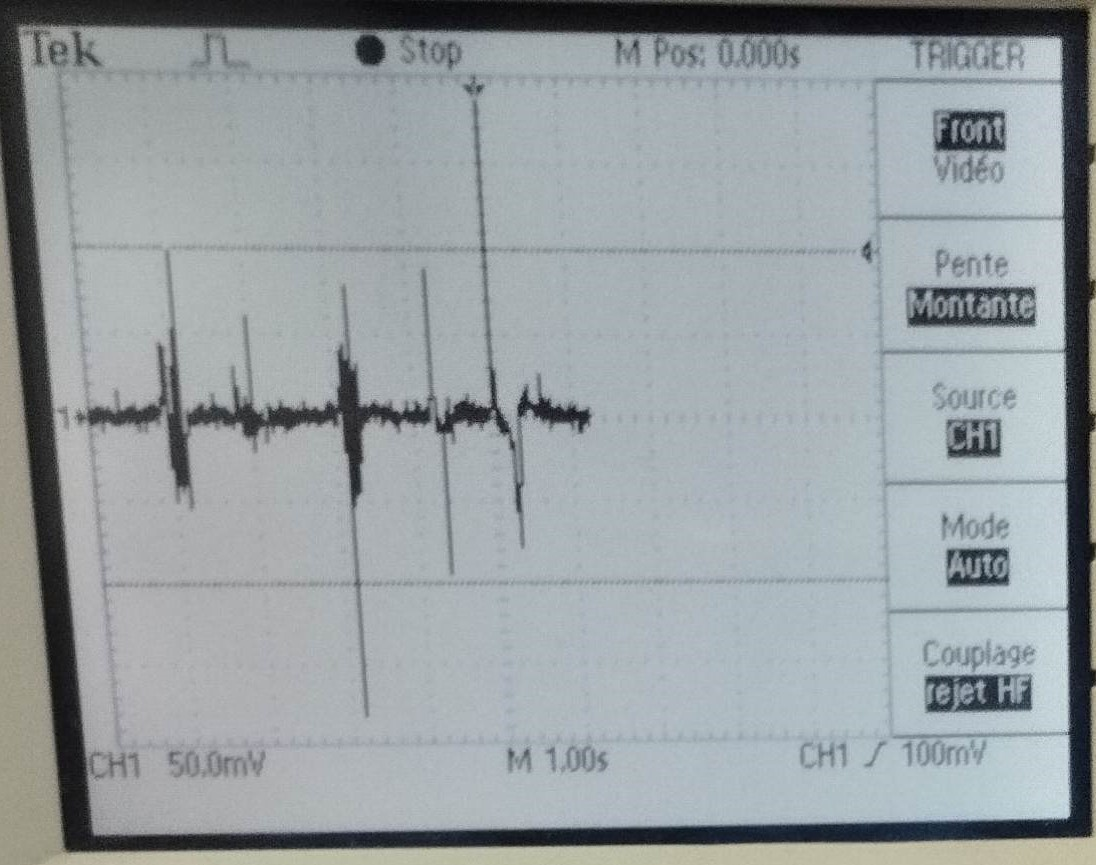 Tek Stop M Pos: 0.000s TRIGGER
Front
Vidéo
Pente
Montante
Source
CH1
Mode
Auto
Couplage
rejet HF
1
CH1 50.0mV M 1.00s CH1 100mV